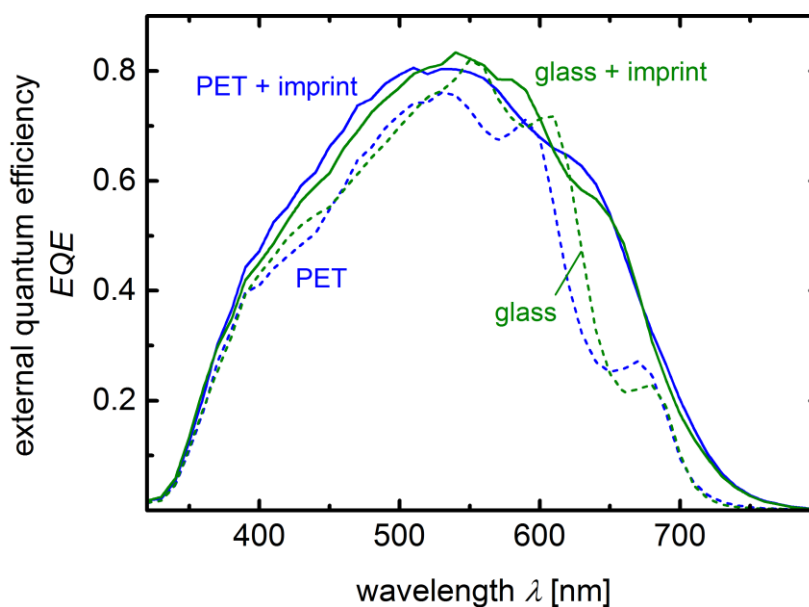 external quantum efficiency
EQE
0.8
0.6
0.4
0.2
PET + imprint
glass + imprint
PET
glass
400
500
600
700
wavelength λ [nm]